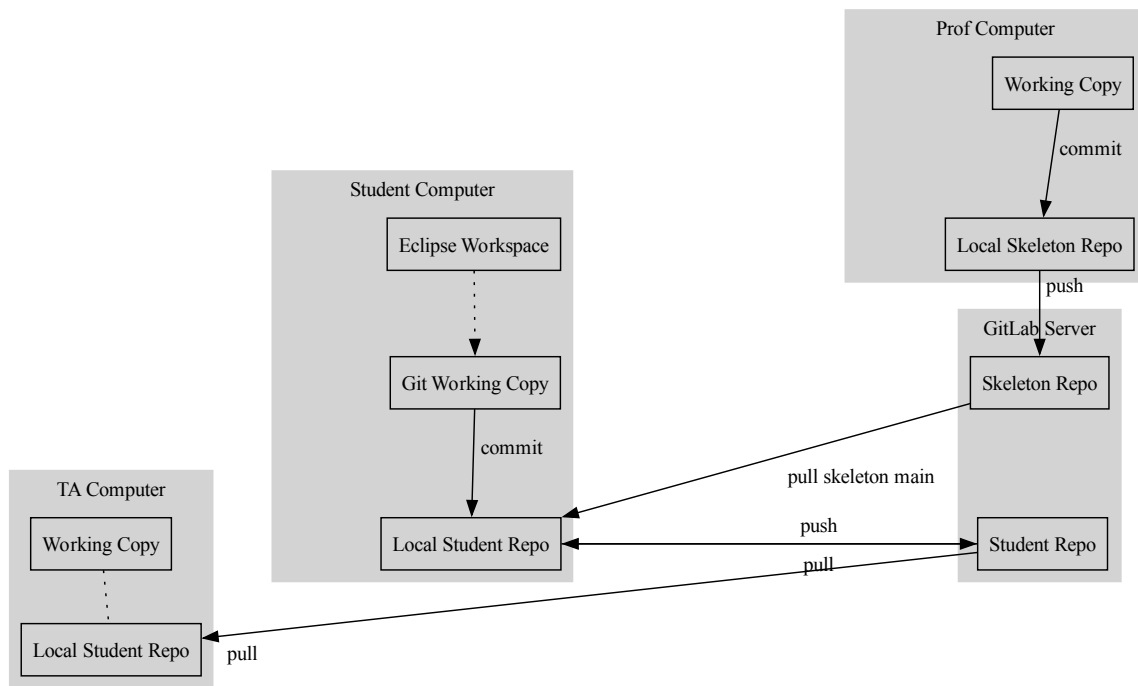 Prof Computer
Working Copy
commit
Student Computer
Eclipse Workspace
Local Skeleton Repo
push
GitLab Server
Git Working Copy
Skeleton Repo
commit
pull skeleton main
TA Computer
Working Copy
Local Student Repo
push
Student Repo
pull
Local Student Repo
pull